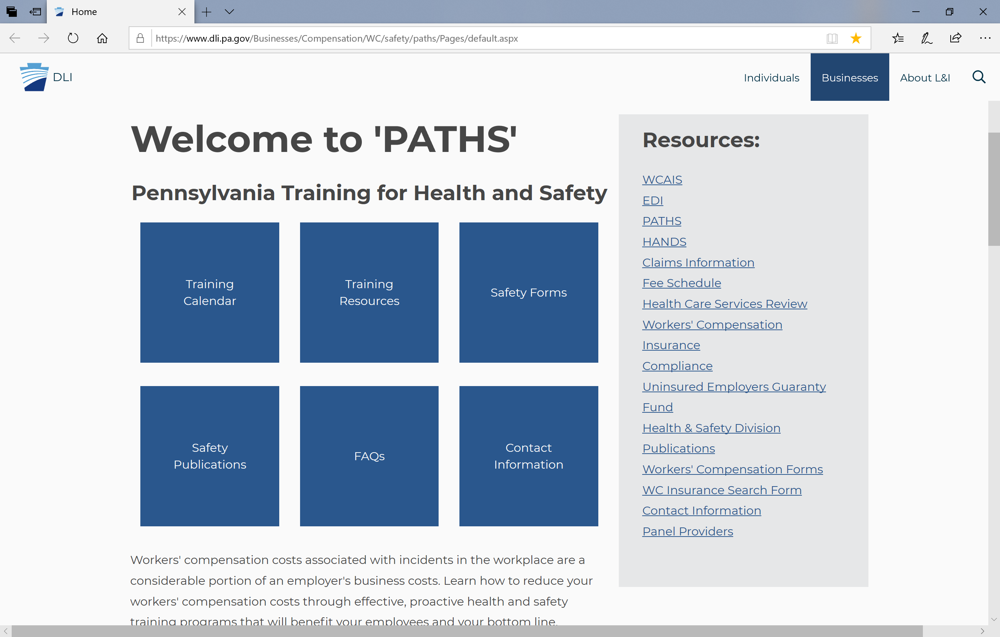 Home
https://www.dli.pa.gov/Businesses/Compensation/WC/safety/paths/Pages/default.aspx
DLI
Individuals
Businesses
About L&I
Welcome to 'PATHS'
Pennsylvania Training for Health and Safety
Training
Calendar
Training
Resources
Safety Forms
Safety
Publications
FAQs
Contact
Information
Workers' compensation costs associated with incidents in the workplace are a
considerable portion of an employer's business costs. Learn how to reduce your
workers' compensation costs through effective, proactive health and safety
training programs that will benefit your employees and your bottom line.
Resources:
WCAIS
EDI
PATHS
HANDS
Claims Information
Fee Schedule
Health Care Services Review
Workers' Compensation
Insurance
Compliance
Uninsured Employers Guaranty
Fund
Health & Safety Division
Publications
Workers' Compensation Forms
WC Insurance Search Form
Contact Information
Panel Providers